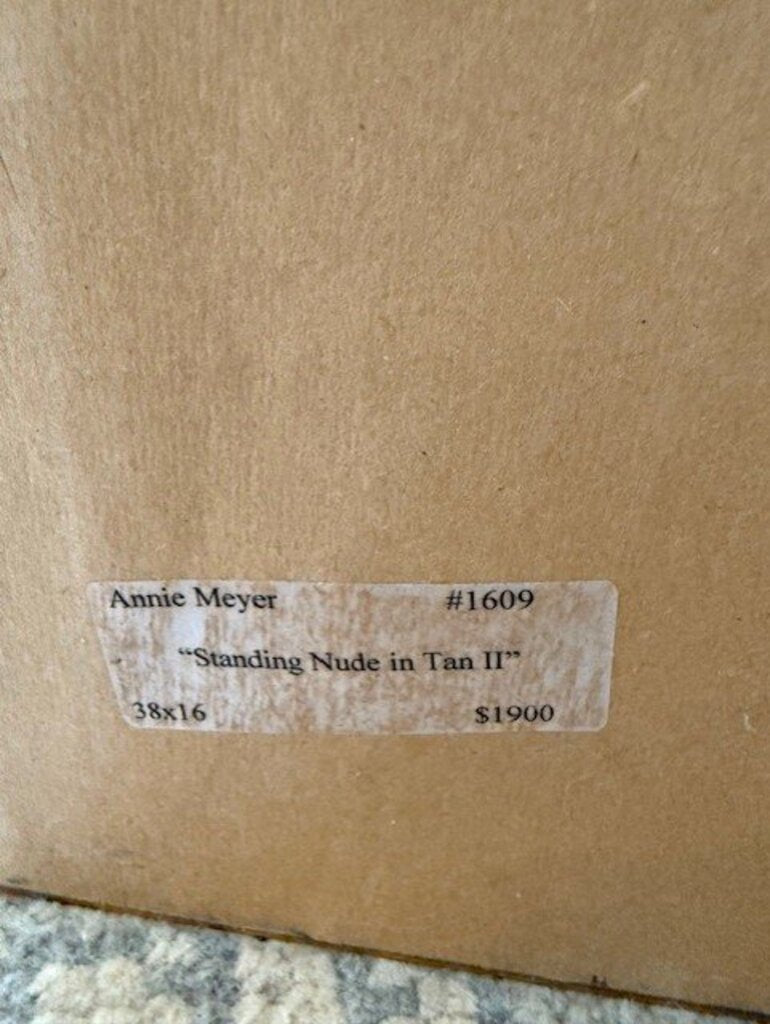 Annie Meyer #1609
“Standing Nude in Tan II”
38x16 $1900